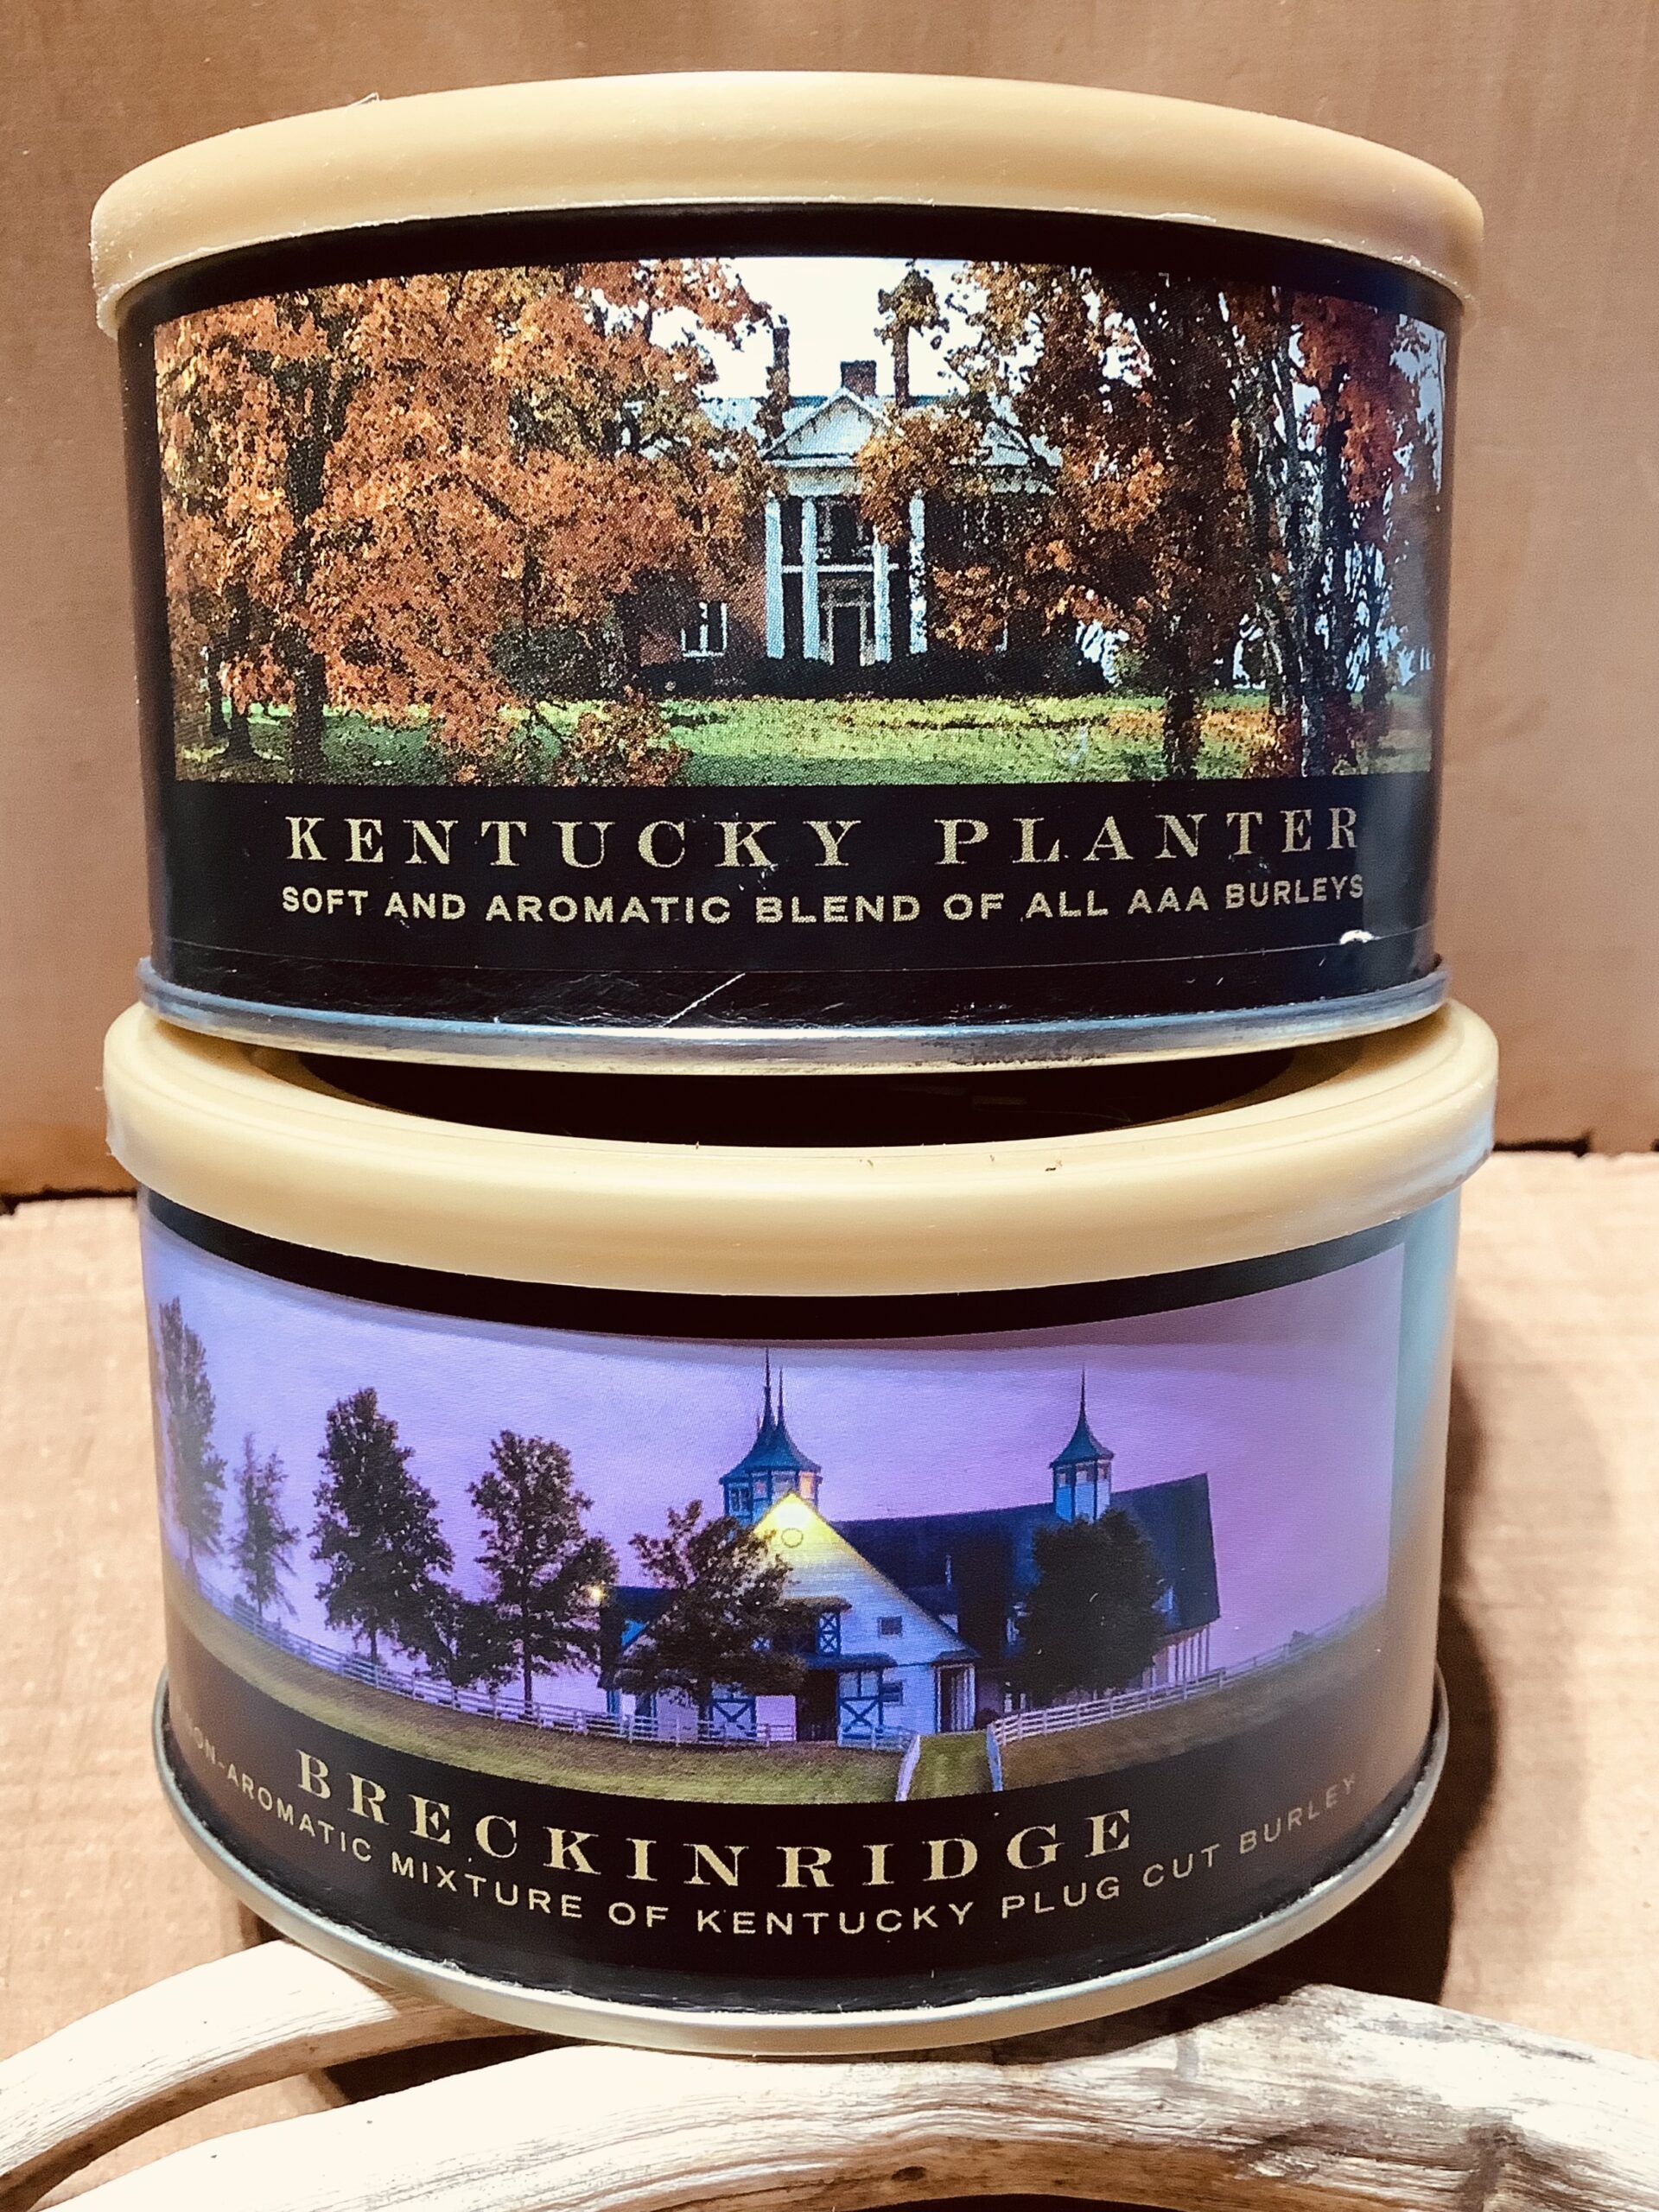 KENTUCKY PLANTER
SOFT AND AROMATIC BLEND OF ALL AAA BURLEYS
BRECKINRIDGE
NON-AROMATIC MIXTURE OF KENTUCKY PLUG CUT BURLEY